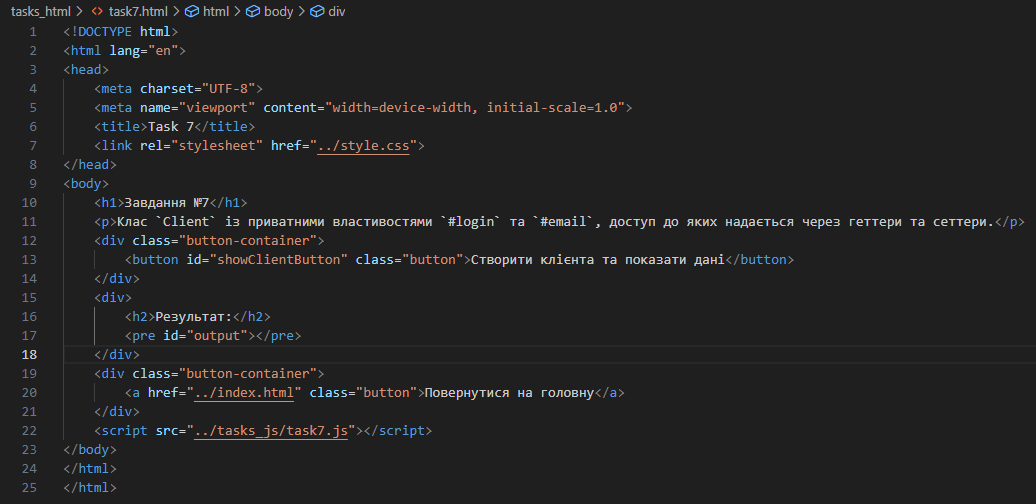 tasks_html > <> task7.html > html > body > div
1 <!DOCTYPE html>
2 <html lang="en">
3 <head>
4     <meta charset="UTF-8">
5     <meta name="viewport" content="width=device-width, initial-scale=1.0">
6     <title>Task 7</title>
7     <link rel="stylesheet" href="../style.css">
8 </head>
9 <body>
10     <h1>Завдання №7</h1>
11     <p>Клас `Client` із приватними властивостями `#login` та `#email`, доступ до яких надається через геттери та сеттери.</p>
12     <div class="button-container">
13         <button id="showClientButton" class="button">Створити клієнта та показати дані</button>
14     </div>
15     <div>
16         <h2>Результат:</h2>
17         <pre id="output"></pre>
18     </div>
19     <div class="button-container">
20         <a href="../index.html" class="button">Повернутися на головну</a>
21     </div>
22     <script src="../tasks_js/task7.js"></script>
23 </body>
24 </html>
25 </html>